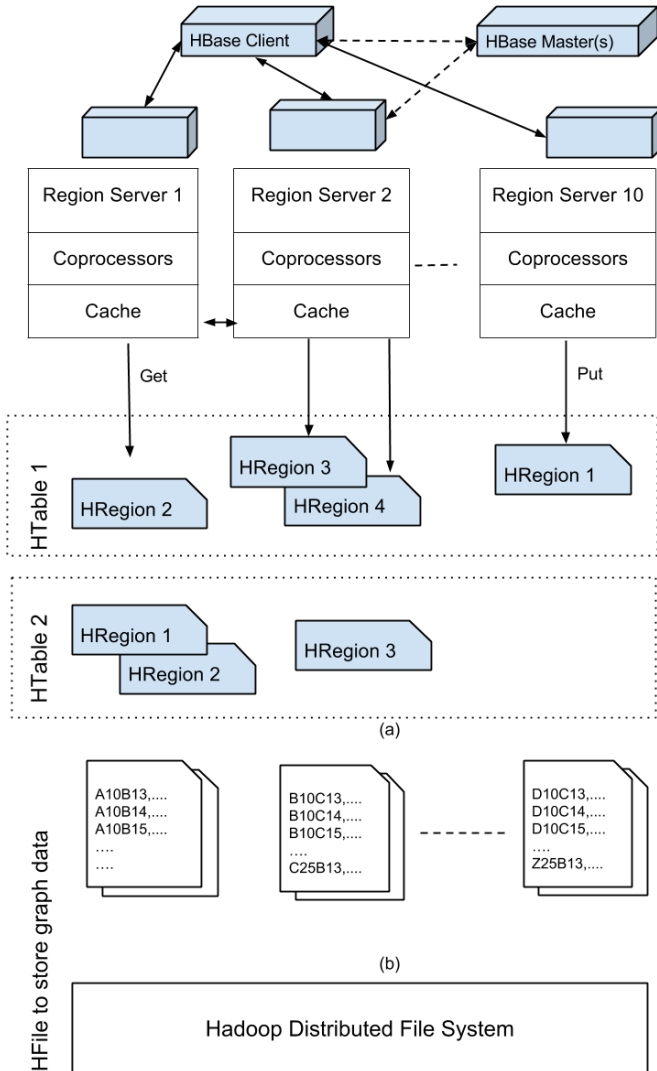 HBase Client
HBase Master(s)
Region Server 1
Region Server 2
Region Server 10
Coprocessors
Coprocessors
Coprocessors
Cache
Cache
Cache
Get
Put
HTable 1
HRegion 2
HRegion 3
HRegion 4
HRegion 1
HTable 2
HRegion 1
HRegion 2
HRegion 3
(a)
HFile to store graph data
A10B13,....
A10B14,....
A10B15,....
....
....
B10C13,....
B10C14,....
B10C15,....
....
C25B13,....
D10C13,....
D10C14,....
D10C15,....
....
Z25B13,....
(b)
Hadoop Distributed File System